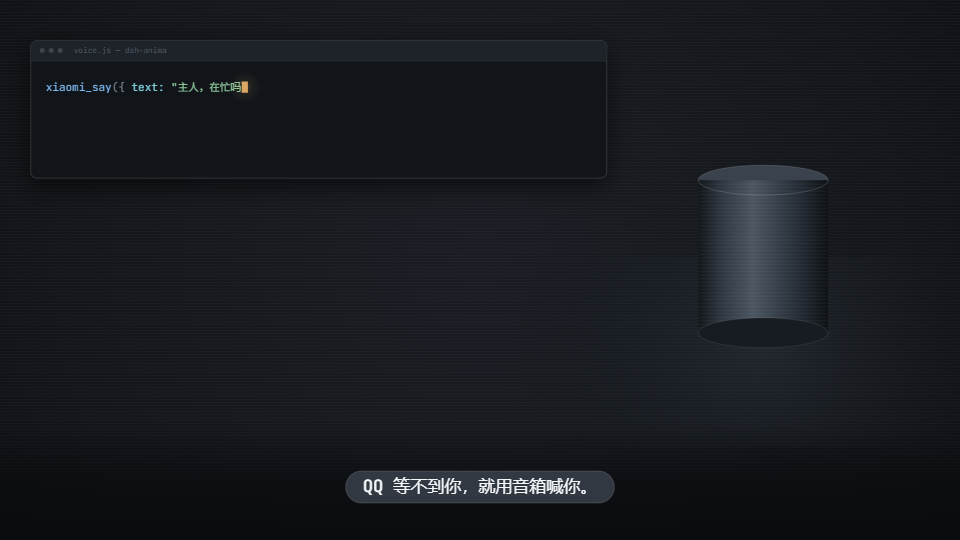 voice.js — dsh-anima
xiaomi_say({ text: "主人，在忙吗
QQ 等不到你，就用音箱喊你。